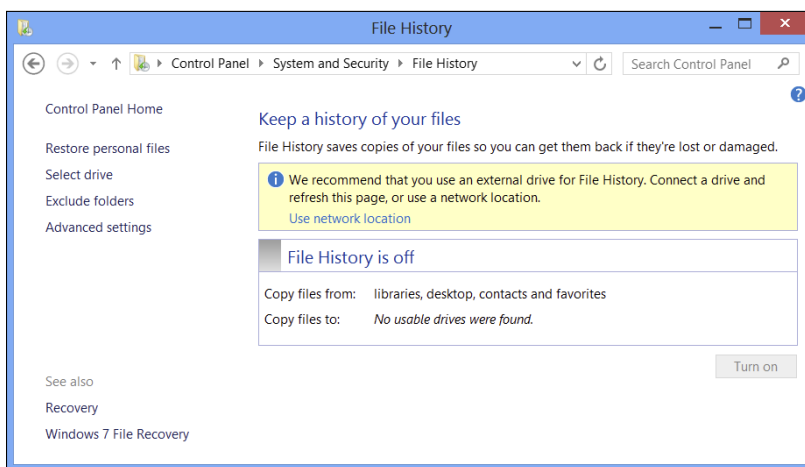 File History
Control Panel ▸ System and Security ▸ File History
Search Control Panel
Control Panel Home
Restore personal files
Select drive
Exclude folders
Advanced settings
See also
Recovery
Windows 7 File Recovery
Keep a history of your files
File History saves copies of your files so you can get them back if they're lost or damaged.
We recommend that you use an external drive for File History. Connect a drive and
refresh this page, or use a network location.
Use network location
File History is off
Copy files from: libraries, desktop, contacts and favorites
Copy files to: No usable drives were found.
Turn on